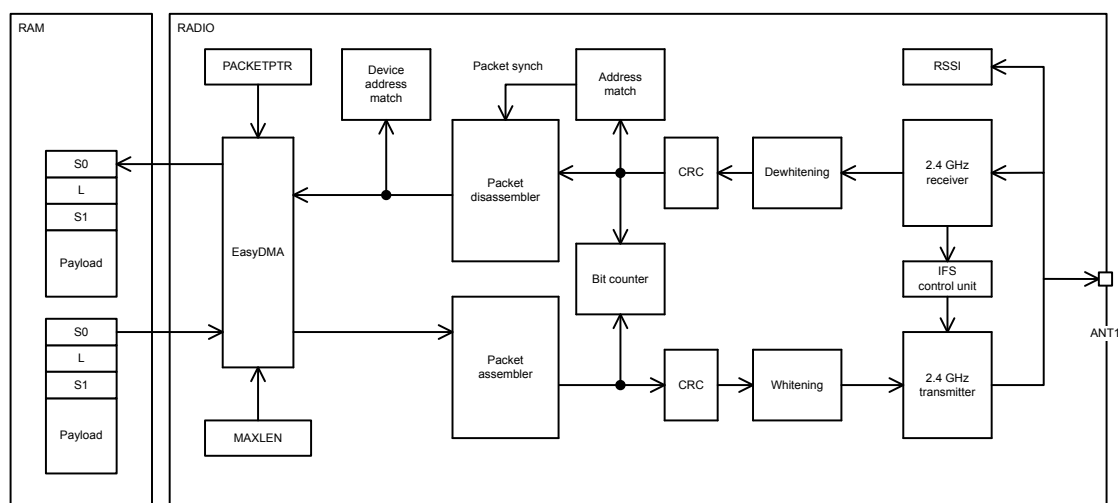 RAM
RADIO
PACKETPTR
Device
address
match
Packet synch
Address
match
RSSI
S0
L
S1
Payload
EasyDMA
Packet
disassembler
CRC
Dewhitening
2.4 GHz
receiver
Bit counter
IFS
control unit
ANT1
S0
L
S1
Payload
Packet
assembler
CRC
Whitening
2.4 GHz
transmitter
MAXLEN